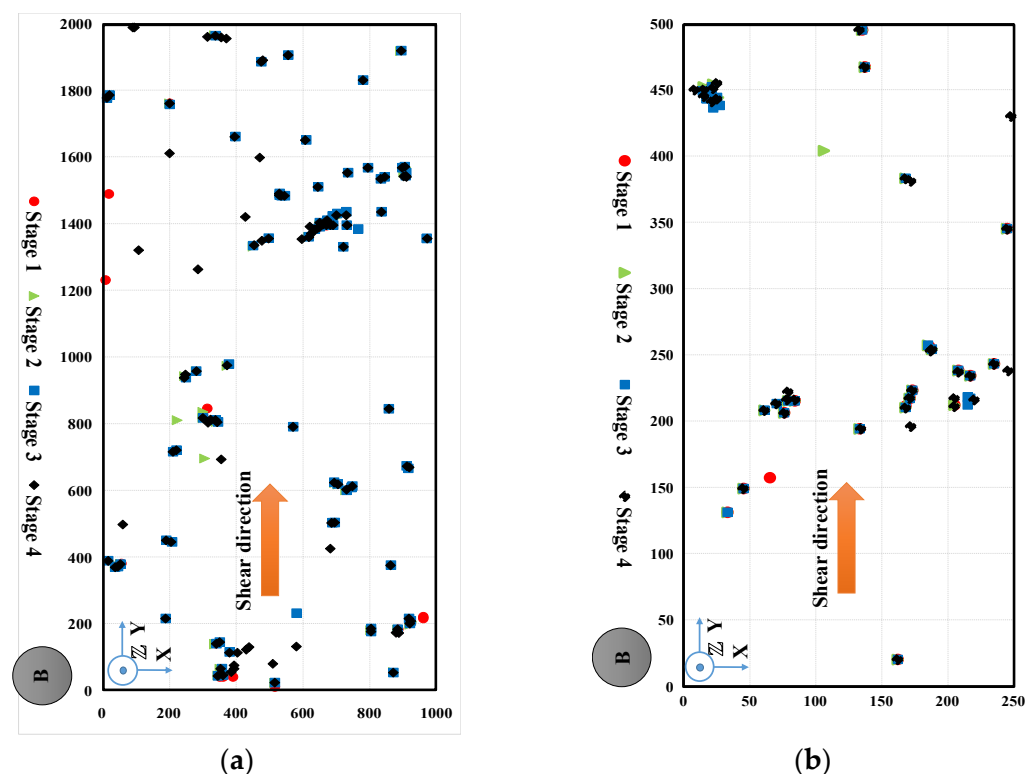 2000
1800
1600
1400
1200
1000
800
600
400
200
0
0 200 400 600 800 1000
Stage 1 Stage 2 Stage 3 Stage 4
Shear direction
Y
Z X
B
(a)
500
450
400
350
300
250
200
150
100
50
0
0 50 100 150 200 250
Stage 1 Stage 2 Stage 3 Stage 4
Shear direction
Y
Z X
B
(b)